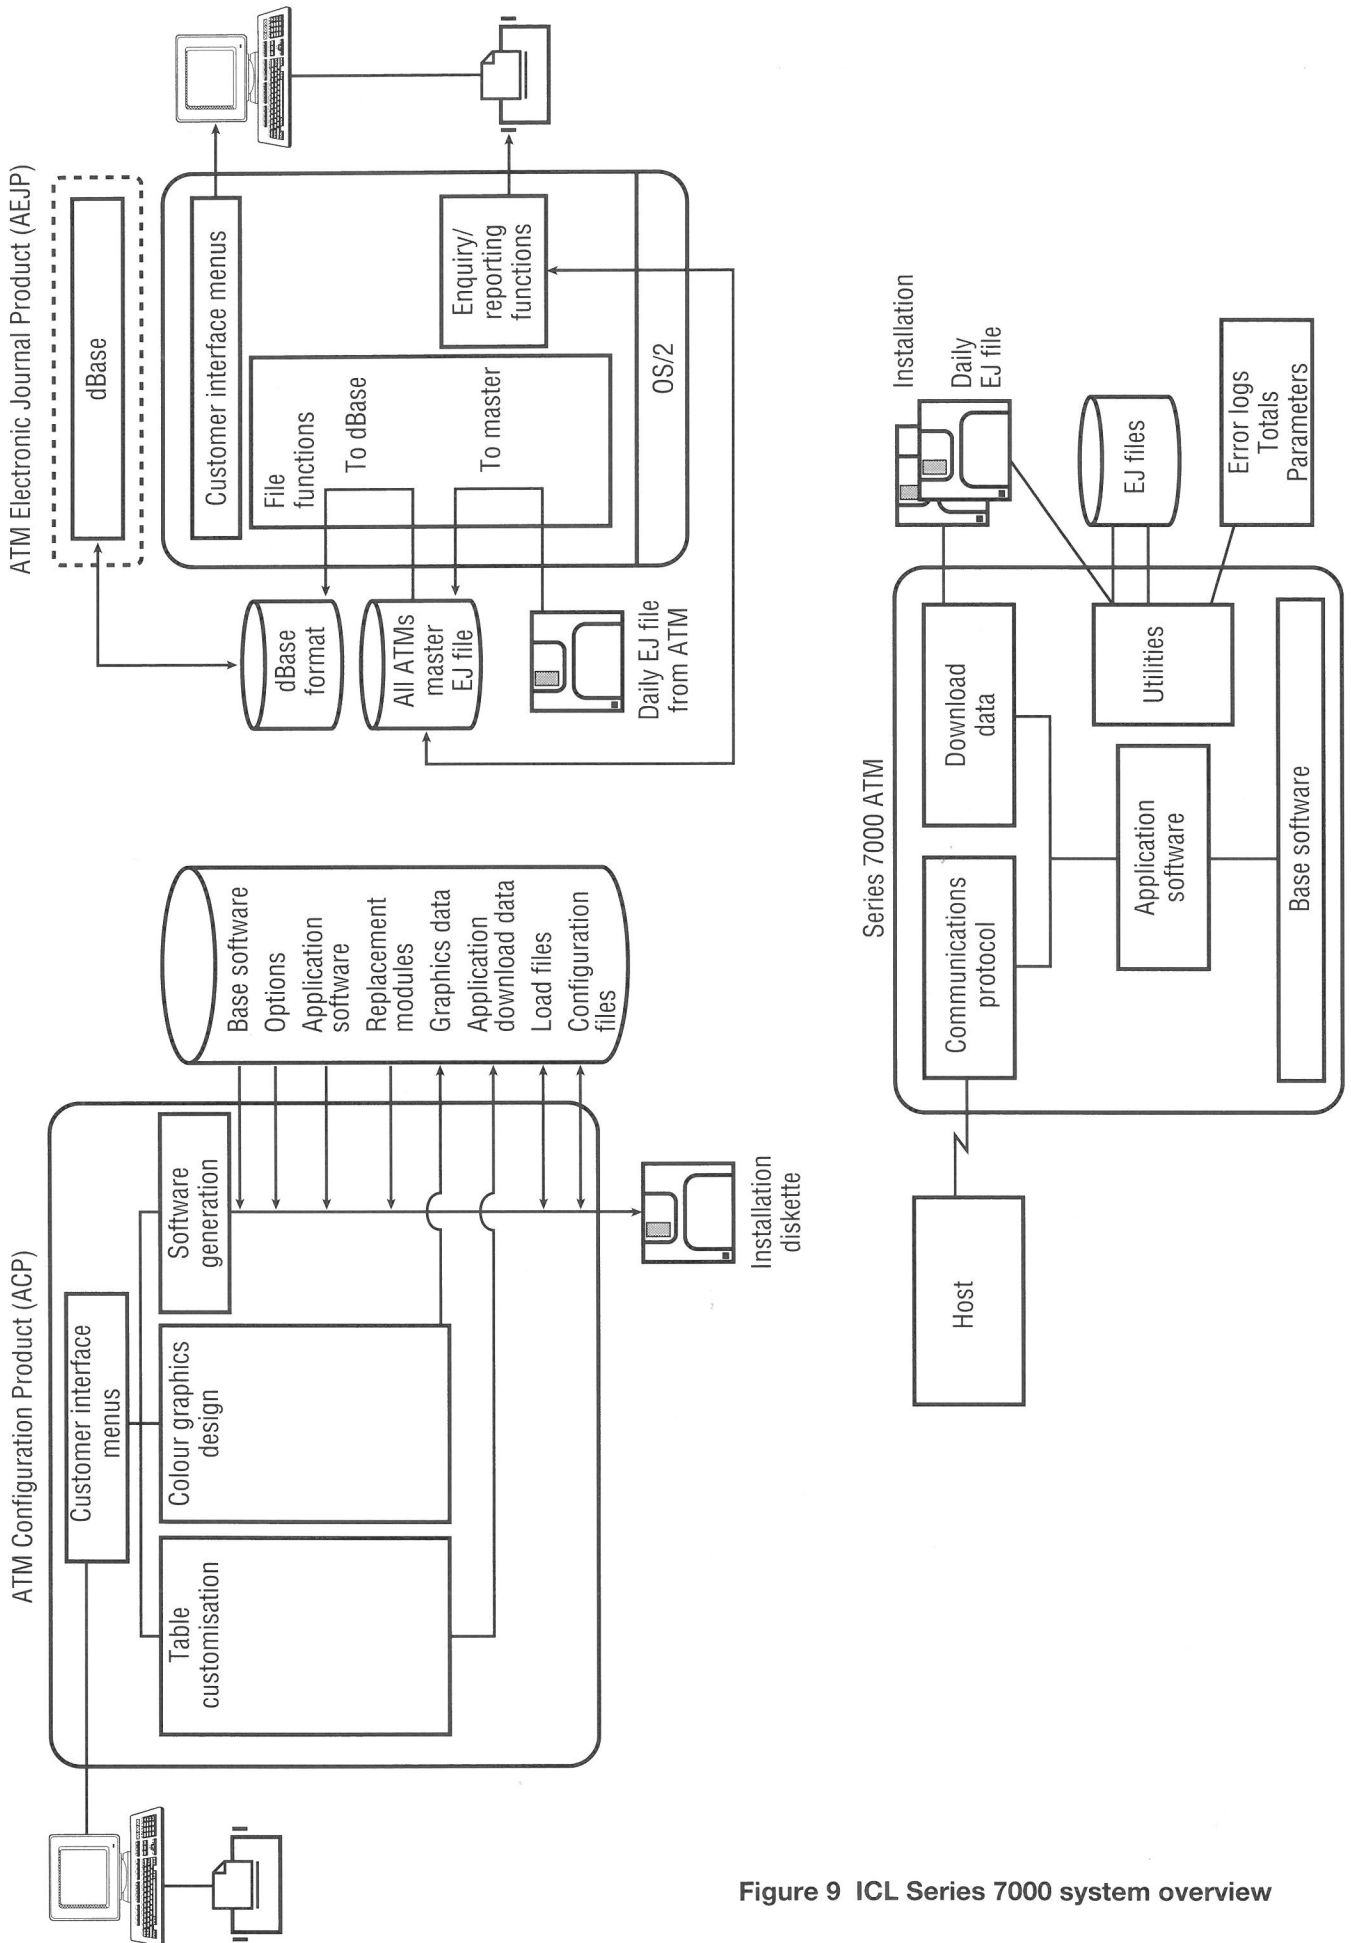 ATM Configuration Product (ACP)
Customer interface
menus
Table
customisation
Colour graphics
design
Software
generation
Base software
Options
Application
software
Replacement
modules
Graphics data
Application
download data
Load files
Configuration
files
Installation
diskette
ATM Electronic Journal Product (AEJP)
dBase
Customer interface menus
File
functions
To dBase
To master
Enquiry/
reporting
functions
OS/2
dBase
format
All ATMs
master
EJ file
Daily EJ file
from ATM
Series 7000 ATM
Host
Communications
protocol
Download
data
Application
software
Utilities
Base software
Installation
Daily
EJ file
EJ files
Error logs
Totals
Parameters
Figure 9 ICL Series 7000 system overview